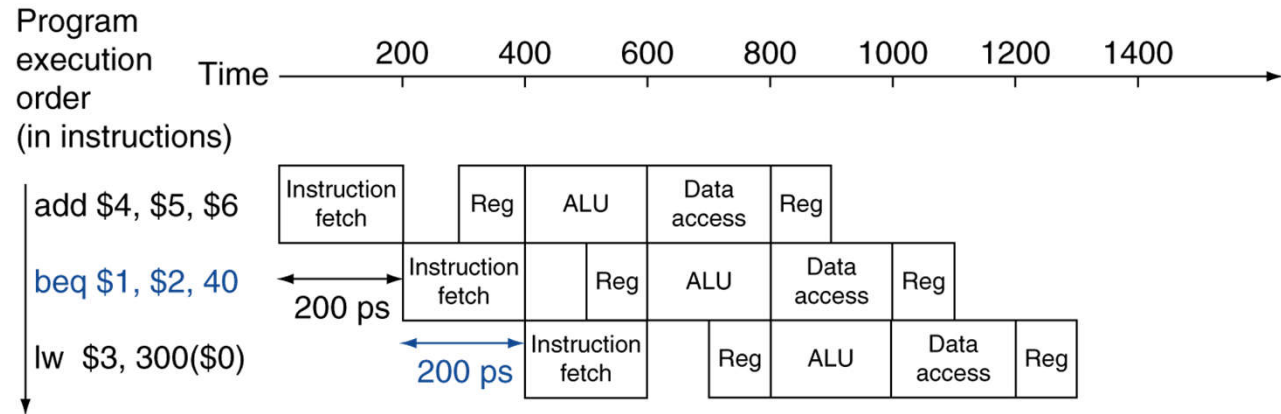 Program
execution
order
(in instructions)
Time
200 400 600 800 1000 1200 1400
add $4, $5, $6
Instruction
fetch
Reg
ALU
Data
access
Reg
beq $1, $2, 40
200 ps
Instruction
fetch
Reg
ALU
Data
access
Reg
lw $3, 300($0)
200 ps
Instruction
fetch
Reg
ALU
Data
access
Reg